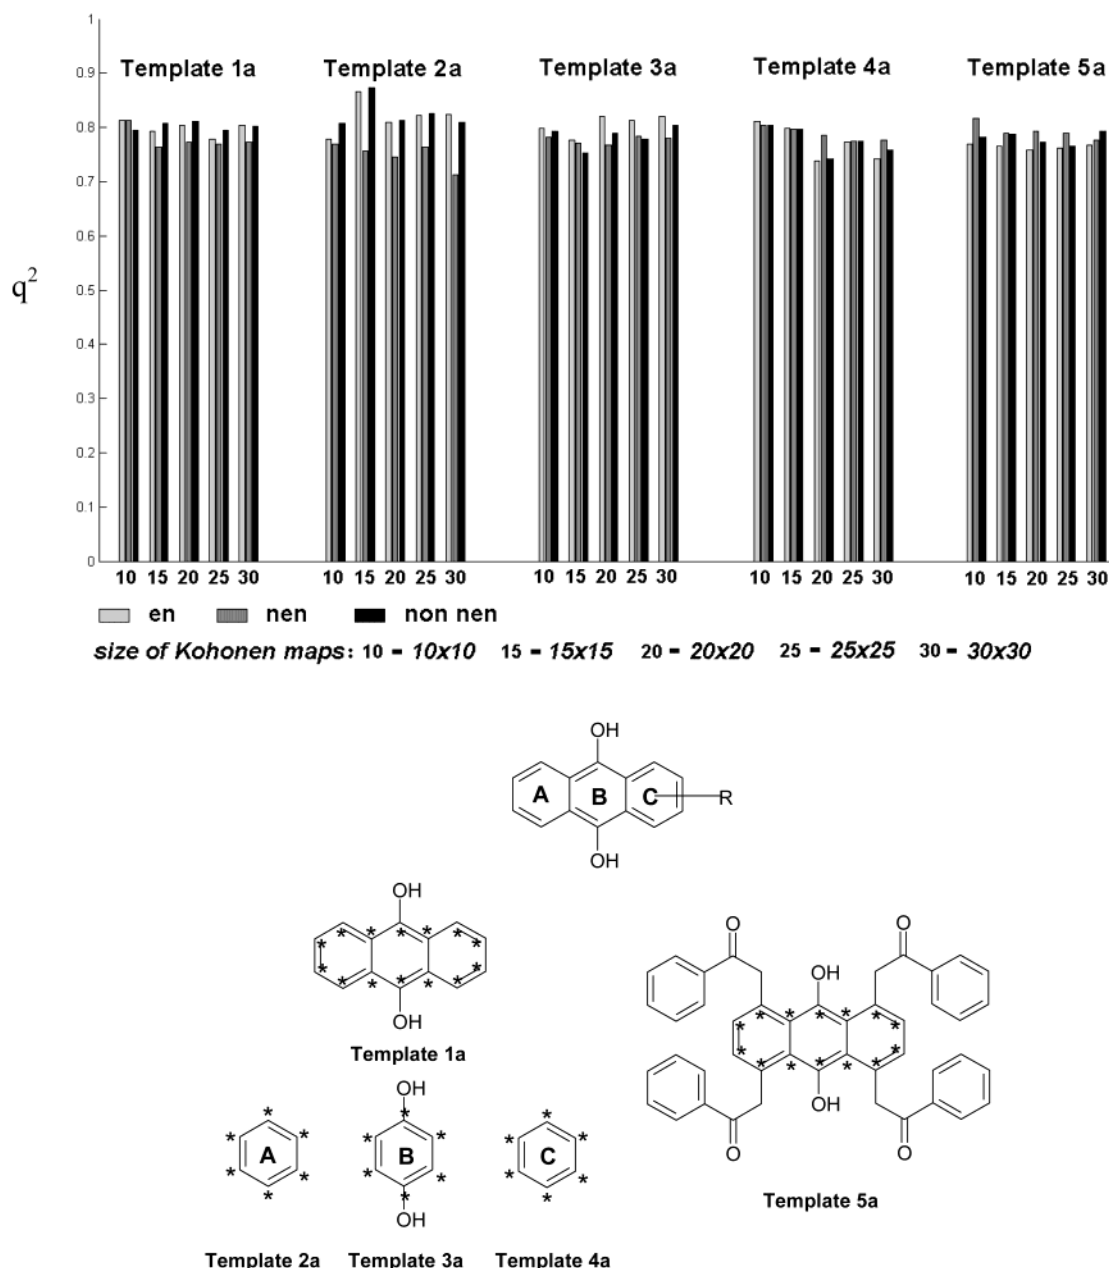 1
Template 1a Template 2a Template 3a Template 4a Template 5a
0.9
0.8
0.7
0.6
q²
0.5
0.4
0.3
0.2
0.1
0
10 15 20 25 30 10 15 20 25 30 10 15 20 25 30 10 15 20 25 30 10 15 20 25 30
en nen non nen
size of Kohonen maps: 10 - 10x10 15 - 15x15 20 - 20x20 25 - 25x25 30 - 30x30
OH
A B C R
OH
OH
* * * * * *
* *
* *
* * * * * *
OH
Template 1a
O O
OH
* * * * * *
* *
* *
* * * * * *
OH
O O
Template 5a
OH
* * *
* * * * * *
A B C
* * * * * *
* * *
OH
Template 2a Template 3a Template 4a